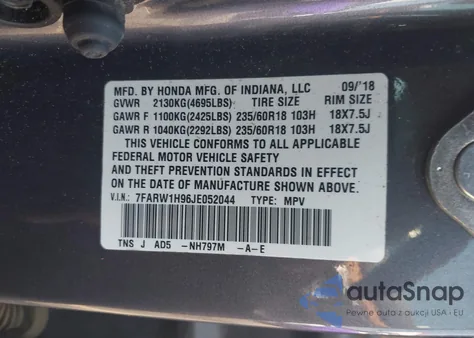 MFD. BY HONDA MFG. OF INDIANA, LLC 09/'18
GVWR 2130KG(4695LBS) TIRE SIZE RIM SIZE
GAWR F 1100KG(2425LBS) 235/60R18 103H 18X7.5J
GAWR R 1040KG(2292LBS) 235/60R18 103H 18X7.5J
THIS VEHICLE CONFORMS TO ALL APPLICABLE
FEDERAL MOTOR VEHICLE SAFETY
AND THEFT PREVENTION STANDARDS IN EFFECT
ON THE DATE OF MANUFACTURE SHOWN ABOVE.
V.I.N.: 7FARW1H96JE052044 TYPE: MPV
TNS J AD5 -NH797M -A-E
autoSnap
Pewne auta z aukcji USA i EU